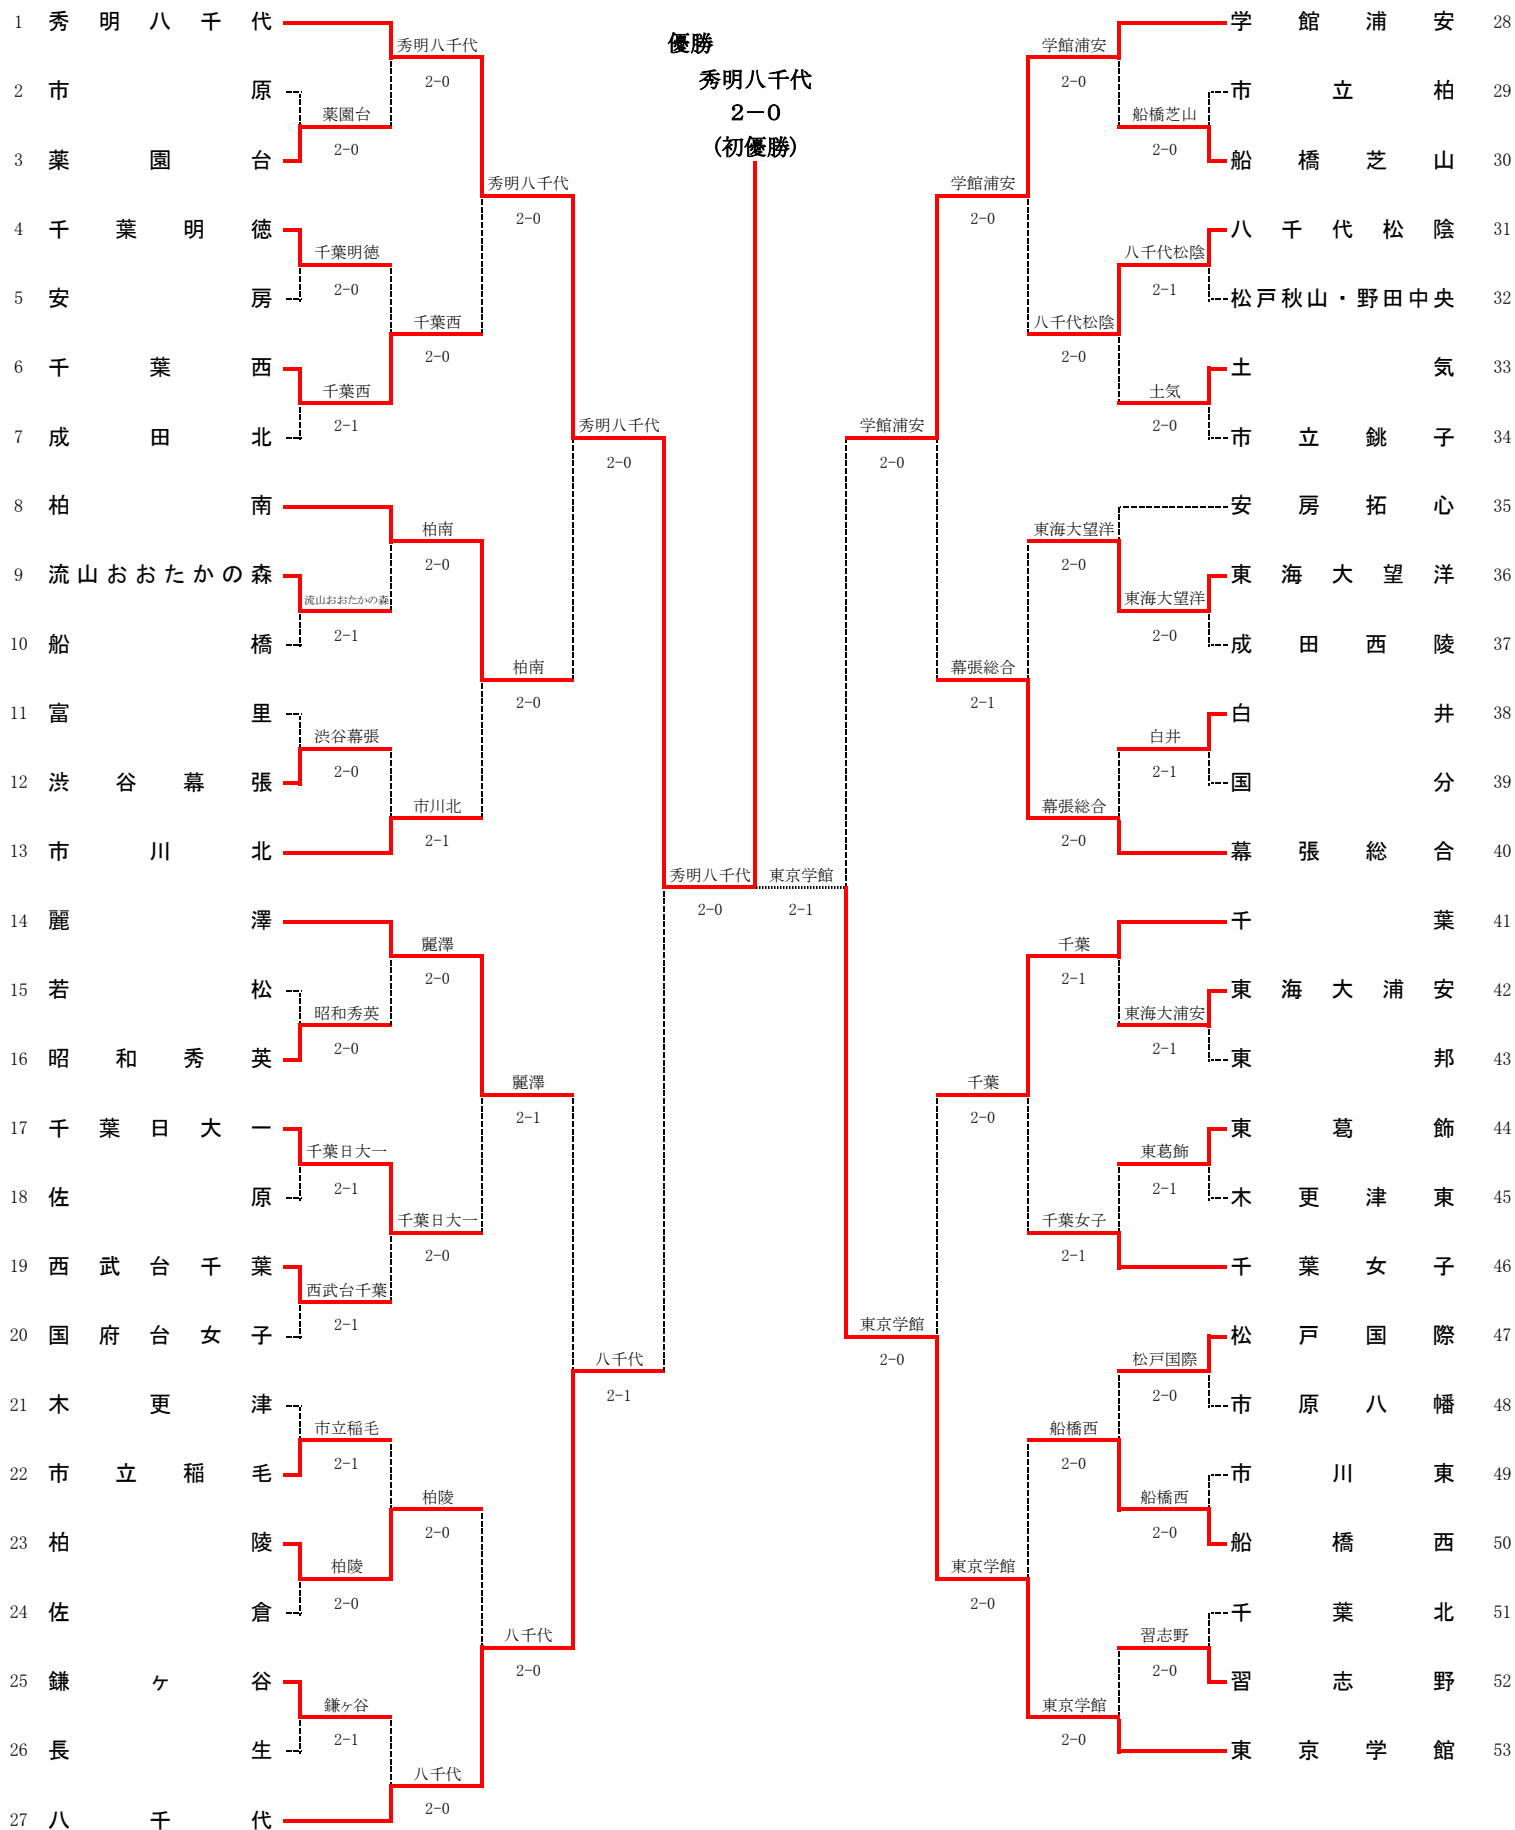 優勝
秀明八千代
2－0
(初優勝)
1 秀明八千代
2 市原
3 薬園台
4 千葉明徳
5 安房
6 千葉西
7 成田北
8 柏南
9 流山おおたかの森
10 船橋
11 富里
12 渋谷幕張
13 市川北
14 麗澤
15 若松
16 昭和秀英
17 千葉日大一
18 佐原
19 西武台千葉
20 国府台女子
21 木更津
22 市立稲毛
23 柏陵
24 佐倉
25 鎌ヶ谷
26 長生
27 八千代
薬園台
2-0
千葉明徳
2-0
千葉西
2-1
流山おおたかの森
2-1
渋谷幕張
2-0
昭和秀英
2-0
千葉日大一
2-1
西武台千葉
2-1
市立稲毛
2-1
柏陵
2-0
鎌ヶ谷
2-1
秀明八千代
2-0
千葉西
2-0
柏南
2-0
市川北
2-1
麗澤
2-0
千葉日大一
2-0
柏陵
2-0
八千代
2-0
秀明八千代
2-0
柏南
2-0
麗澤
2-1
八千代
2-0
秀明八千代
2-0
八千代
2-1
秀明八千代
2-0
東京学館
2-1
学館浦安
2-0
東京学館
2-0
学館浦安
2-0
幕張総合
2-1
千葉
2-0
東京学館
2-0
学館浦安
2-0
八千代松陰
2-0
東海大望洋
2-0
幕張総合
2-0
千葉
2-1
千葉女子
2-1
船橋西
2-0
東京学館
2-0
船橋芝山
2-0
八千代松陰
2-1
土気
2-0
東海大望洋
2-0
白井
2-1
東海大浦安
2-1
東葛飾
2-1
松戸国際
2-0
船橋西
2-0
習志野
2-0
学館浦安 28
市立柏 29
船橋芝山 30
八千代松陰 31
松戸秋山・野田中央 32
土気 33
市立銚子 34
安房拓心 35
東海大望洋 36
成田西陵 37
白井 38
国分 39
幕張総合 40
千葉 41
東海大浦安 42
東邦 43
東葛飾 44
木更津東 45
千葉女子 46
松戸国際 47
市原八幡 48
市川東 49
船橋西 50
千葉北 51
習志野 52
東京学館 53